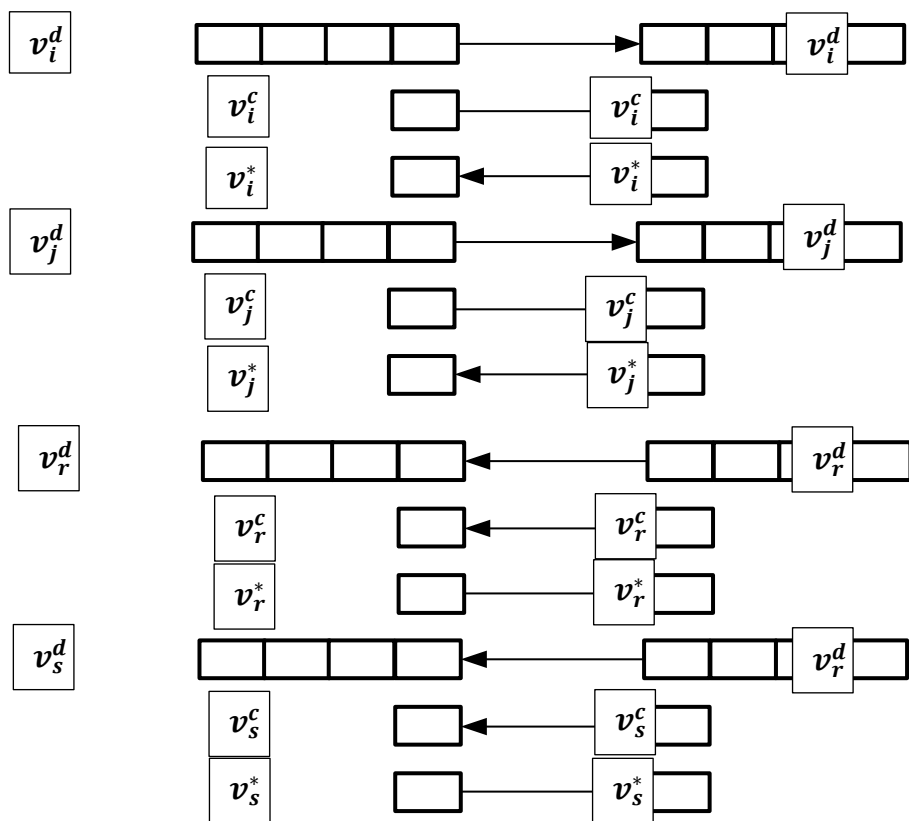 v_i^d v_i^d
v_i^c v_i^c
v_i^* v_i^*
v_j^d v_j^d
v_j^c v_j^c
v_j^* v_j^*
v_r^d v_r^d
v_r^c v_r^c
v_r^* v_r^*
v_s^d v_r^d
v_s^c v_s^c
v_s^* v_s^*